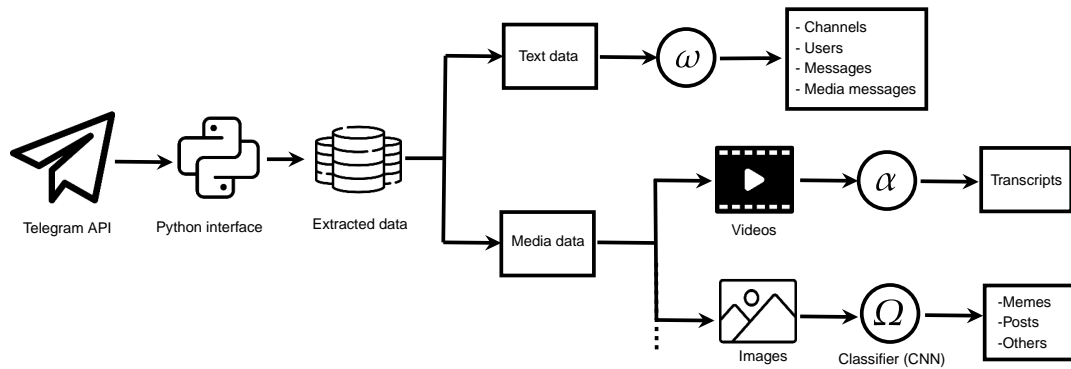 Text data
ω
- Channels
- Users
- Messages
- Media messages
Telegram API
Python interface
Extracted data
Media data
Videos
α
Transcripts
Images
Ω
Classifier (CNN)
-Memes
-Posts
-Others